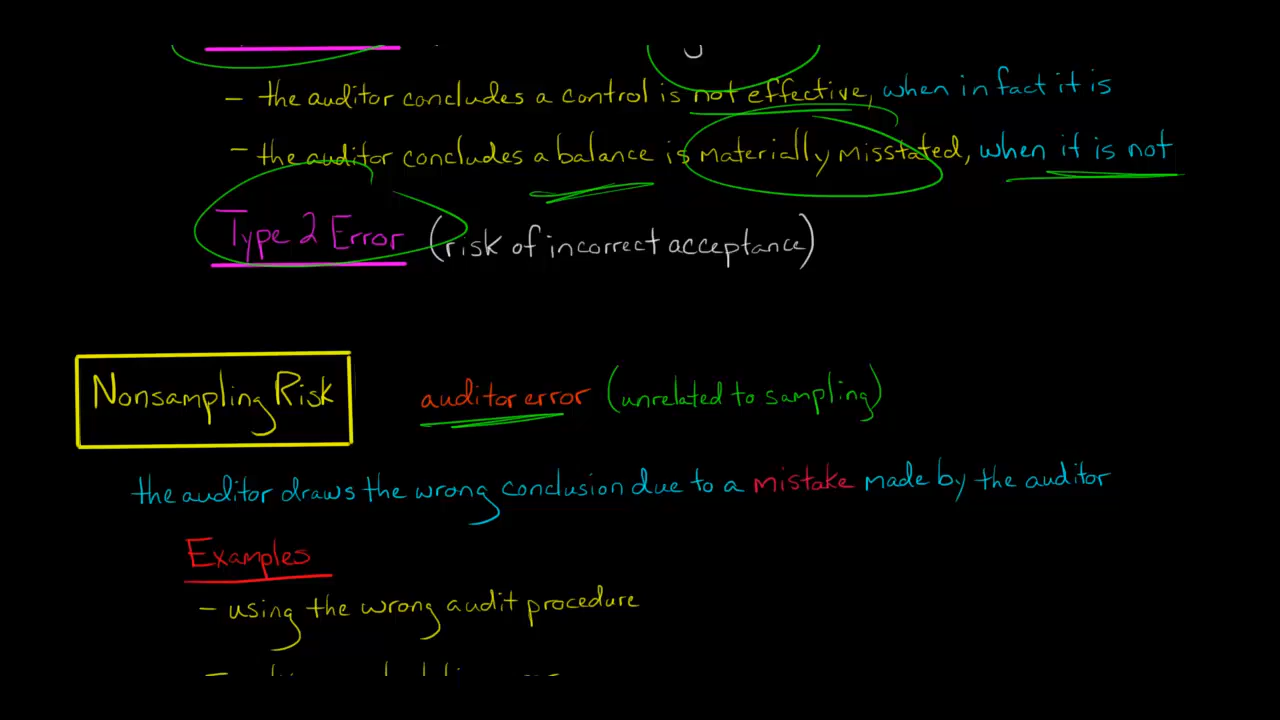 - the auditor concludes a control is not effective, when in fact it is
- the auditor concludes a balance is materially misstated, when it is not
Type 2 Error (risk of incorrect acceptance)
Nonsampling Risk auditor error (unrelated to sampling)
the auditor draws the wrong conclusion due to a mistake made by the auditor
Examples
- using the wrong audit procedure